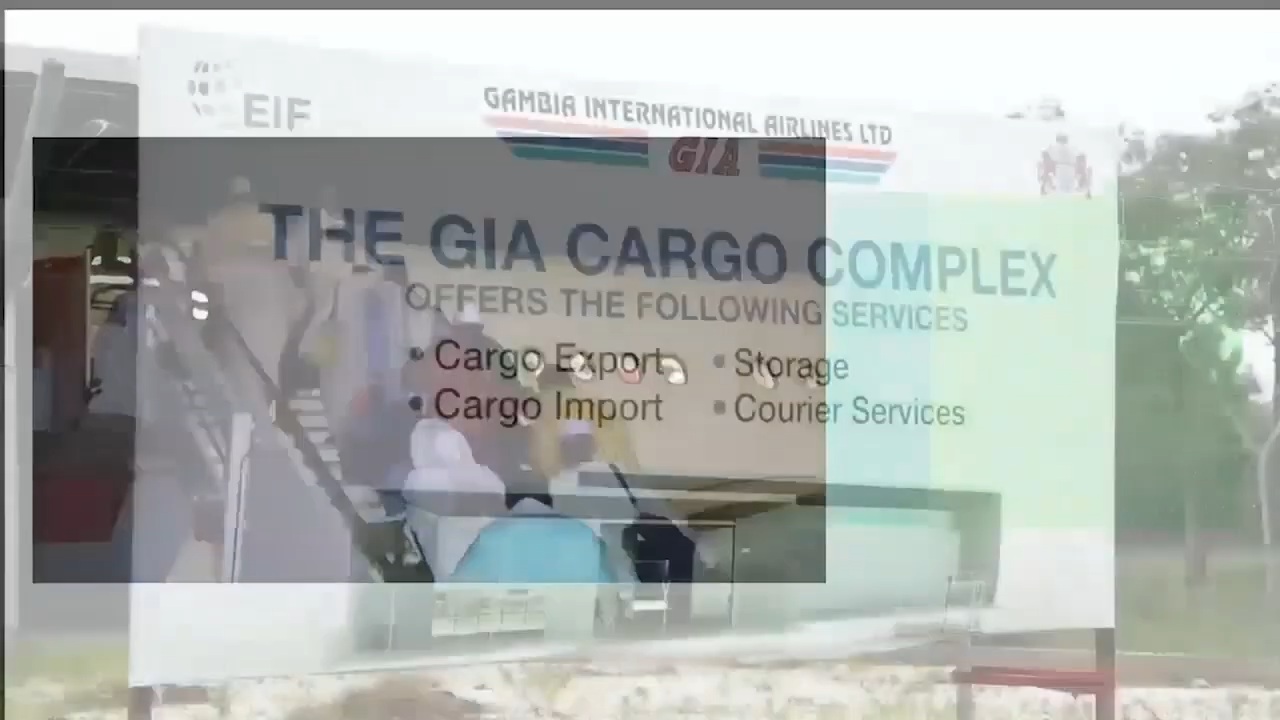 EIF
GAMBIA INTERNATIONAL AIRLINES LTD
GIA
THE GIA CARGO COMPLEX
OFFERS THE FOLLOWING SERVICES
• Cargo Export • Storage
• Cargo Import • Courier Services